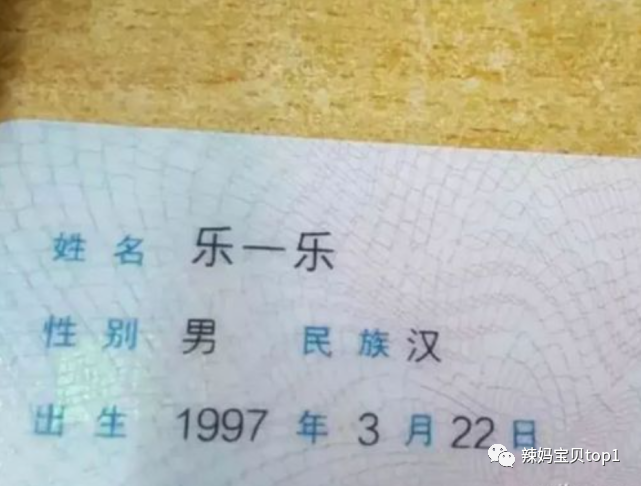 姓名 乐一乐
性别 男 民族 汉
出生 1997 年 3 月 22 日
辣妈宝贝top1